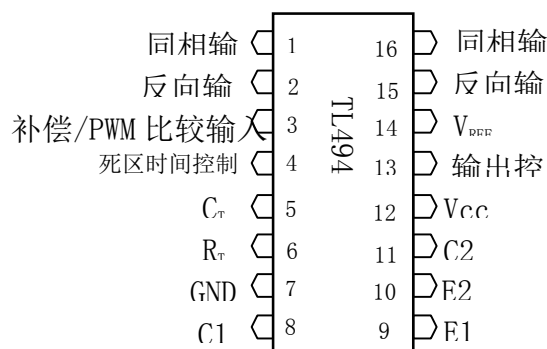 同相输 1 16 同相输
反向输 2 15 反向输
补偿/PWM 比较输入 3 14 VREF
死区时间控制 4 13 输出控
CT 5 12 Vcc
RT 6 11 C2
GND 7 10 E2
C1 8 9 E1
TL494